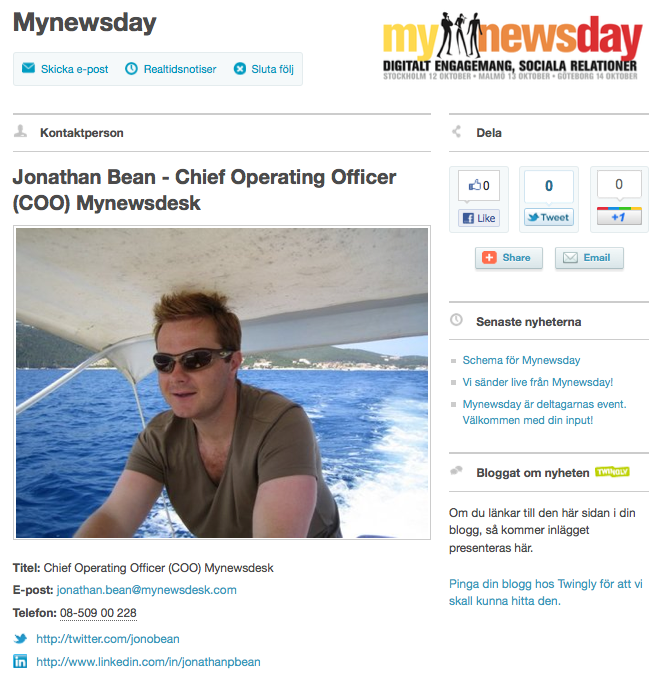 Mynewsday
my newsday
DIGITALT ENGAGEMANG, SOCIALA RELATIONER
STOCKHOLM 12 OKTOBER • MALMÖ 13 OKTOBER • GÖTEBORG 14 OKTOBER
Skicka e-post
Realtidsnotiser
Sluta följ
Kontaktperson
Jonathan Bean - Chief Operating Officer
(COO) Mynewsdesk
Titel: Chief Operating Officer (COO) Mynewsdesk
E-post: jonathan.bean@mynewsdesk.com
Telefon: 08-509 00 228
http://twitter.com/jonobean
in http://www.linkedin.com/in/jonathanpbean
Dela
0
0
0
f Like
Tweet
+1
Share
Email
Senaste nyheterna
Schema för Mynewsday
Vi sänder live från Mynewsday!
Mynewsday är deltagarnas event.
Välkommen med din input!
Bloggat om nyheten TWINGLY
Om du länkar till den här sidan i din
blogg, så kommer inlägget
presenteras här.
Pinga din blogg hos Twingly för att vi
skall kunna hitta den.